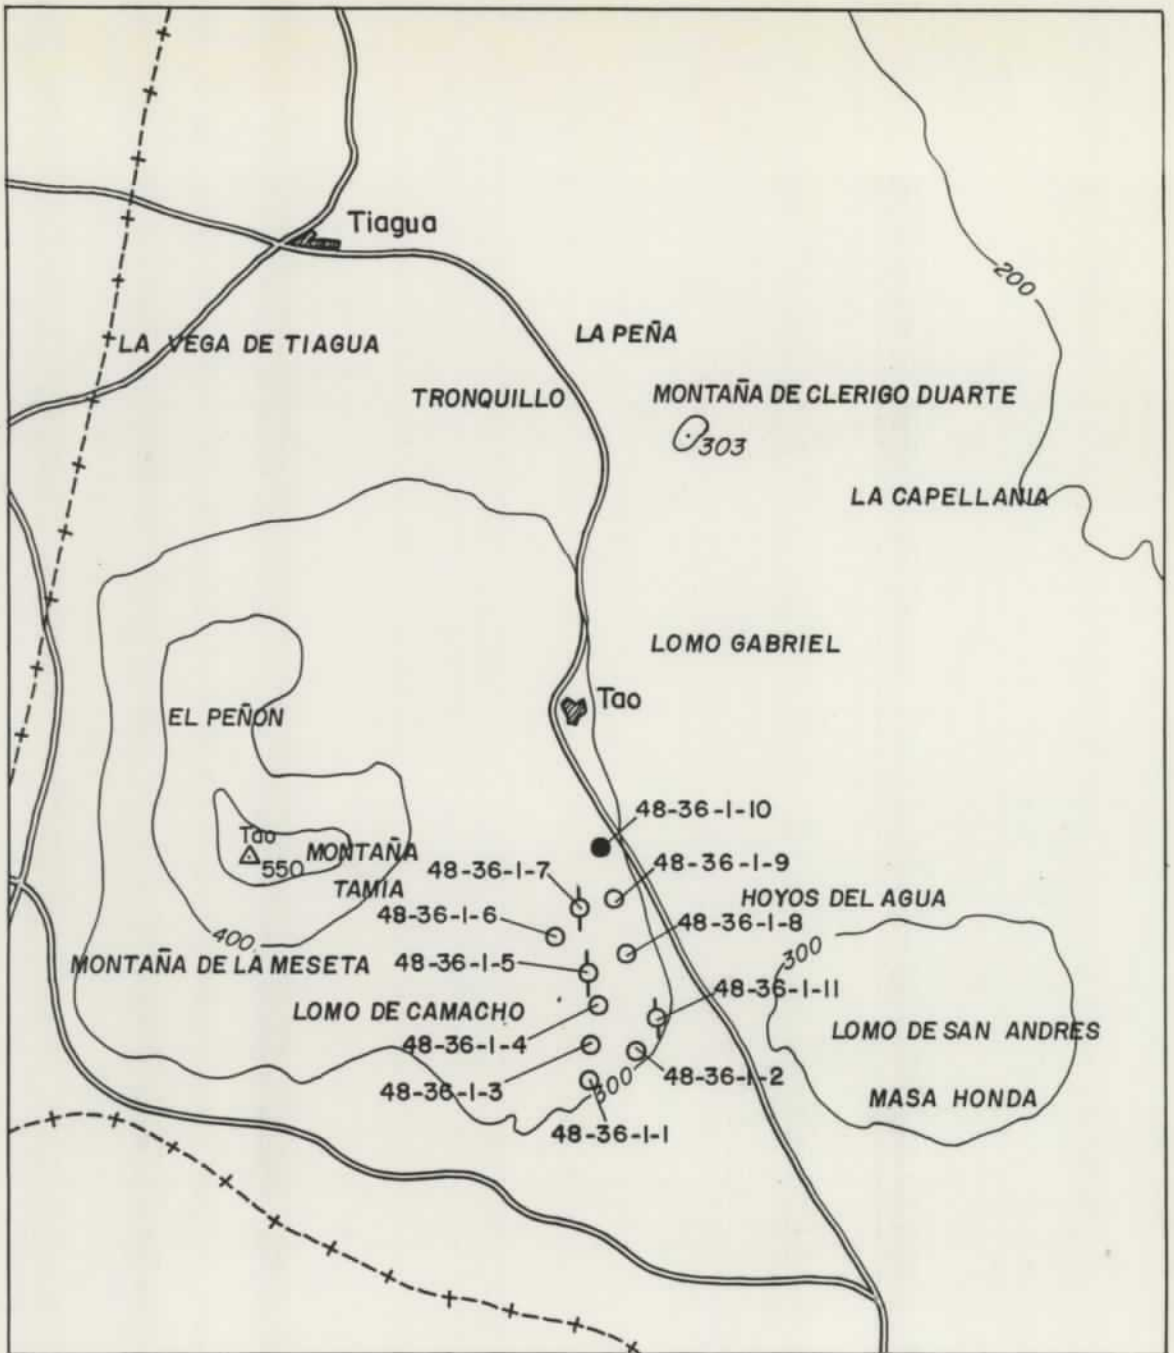 Tiagua
200
LA PEÑA
LA VEGA DE TIAGUA
TRONQUILLO
MONTAÑA DE CLERIGO DUARTE
303
LA CAPELLANIA
LOMO GABRIEL
Tao
EL PEÑON
48-36-1-10
Tao
550
MONTAÑA
TAMIA
48-36-1-7
48-36-1-9
HOYOS DEL AGUA
48-36-1-6
48-36-1-8
400
300
MONTAÑA DE LA MESETA
48-36-1-5
48-36-1-11
LOMO DE CAMACHO
LOMO DE SAN ANDRES
48-36-1-4
48-36-1-3
300
48-36-1-2
MASA HONDA
48-36-1-1